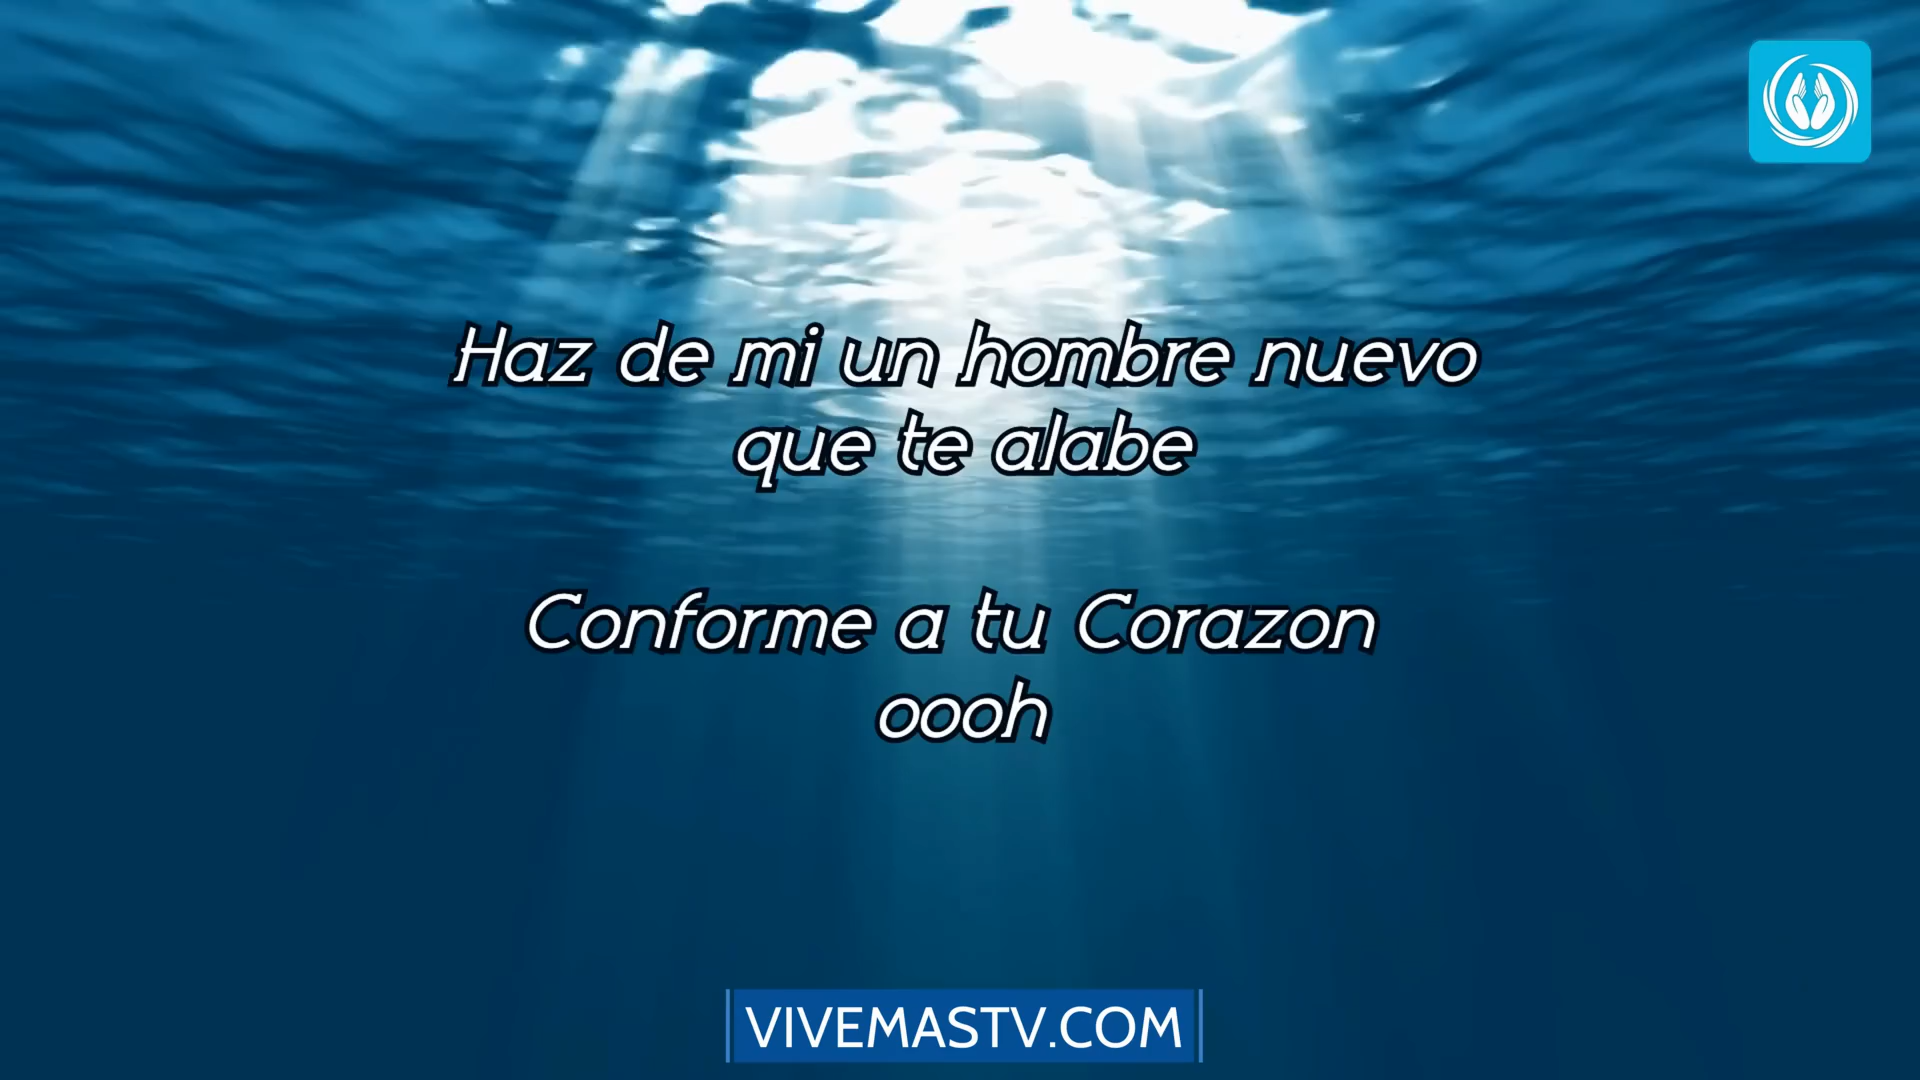 Haz de mi un hombre nuevo
que te alabe
Conforme a tu Corazon
oooh
VIVEMASTV.COM